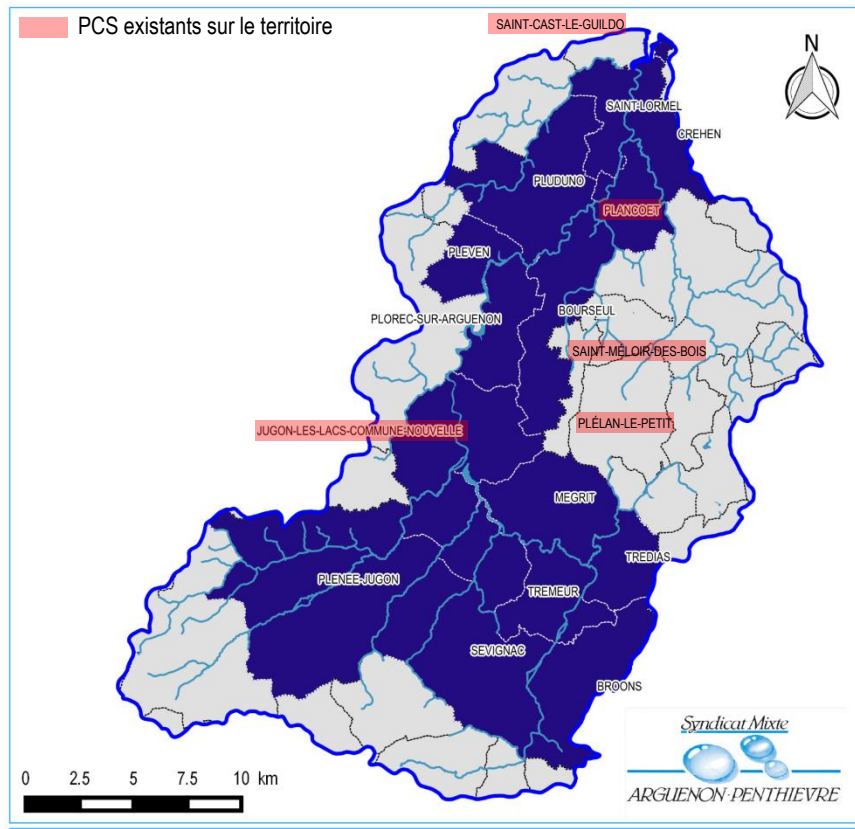 PCS existants sur le territoire
SAINT-CAST-LE-GUILDO
N
SAINT-LORMEL
CREHEN
PLUDUNO
PLANCOET
PLEVEN
BOURSEUL
PLOREC-SUR-ARGUENON
SAINT-MELOIR-DES-BOIS
PLÉLAN-LE-PETIT
JUGON-LES-LACS-COMMUNE-NOUVELLE
MEGRIT
TREDIAS
PLENEE-JUGON
TREMEUR
SEVIGNAC
BROONS
Syndicat Mixte
ARGUENON-PENTHIEVRE
0 2.5 5 7.5 10 km